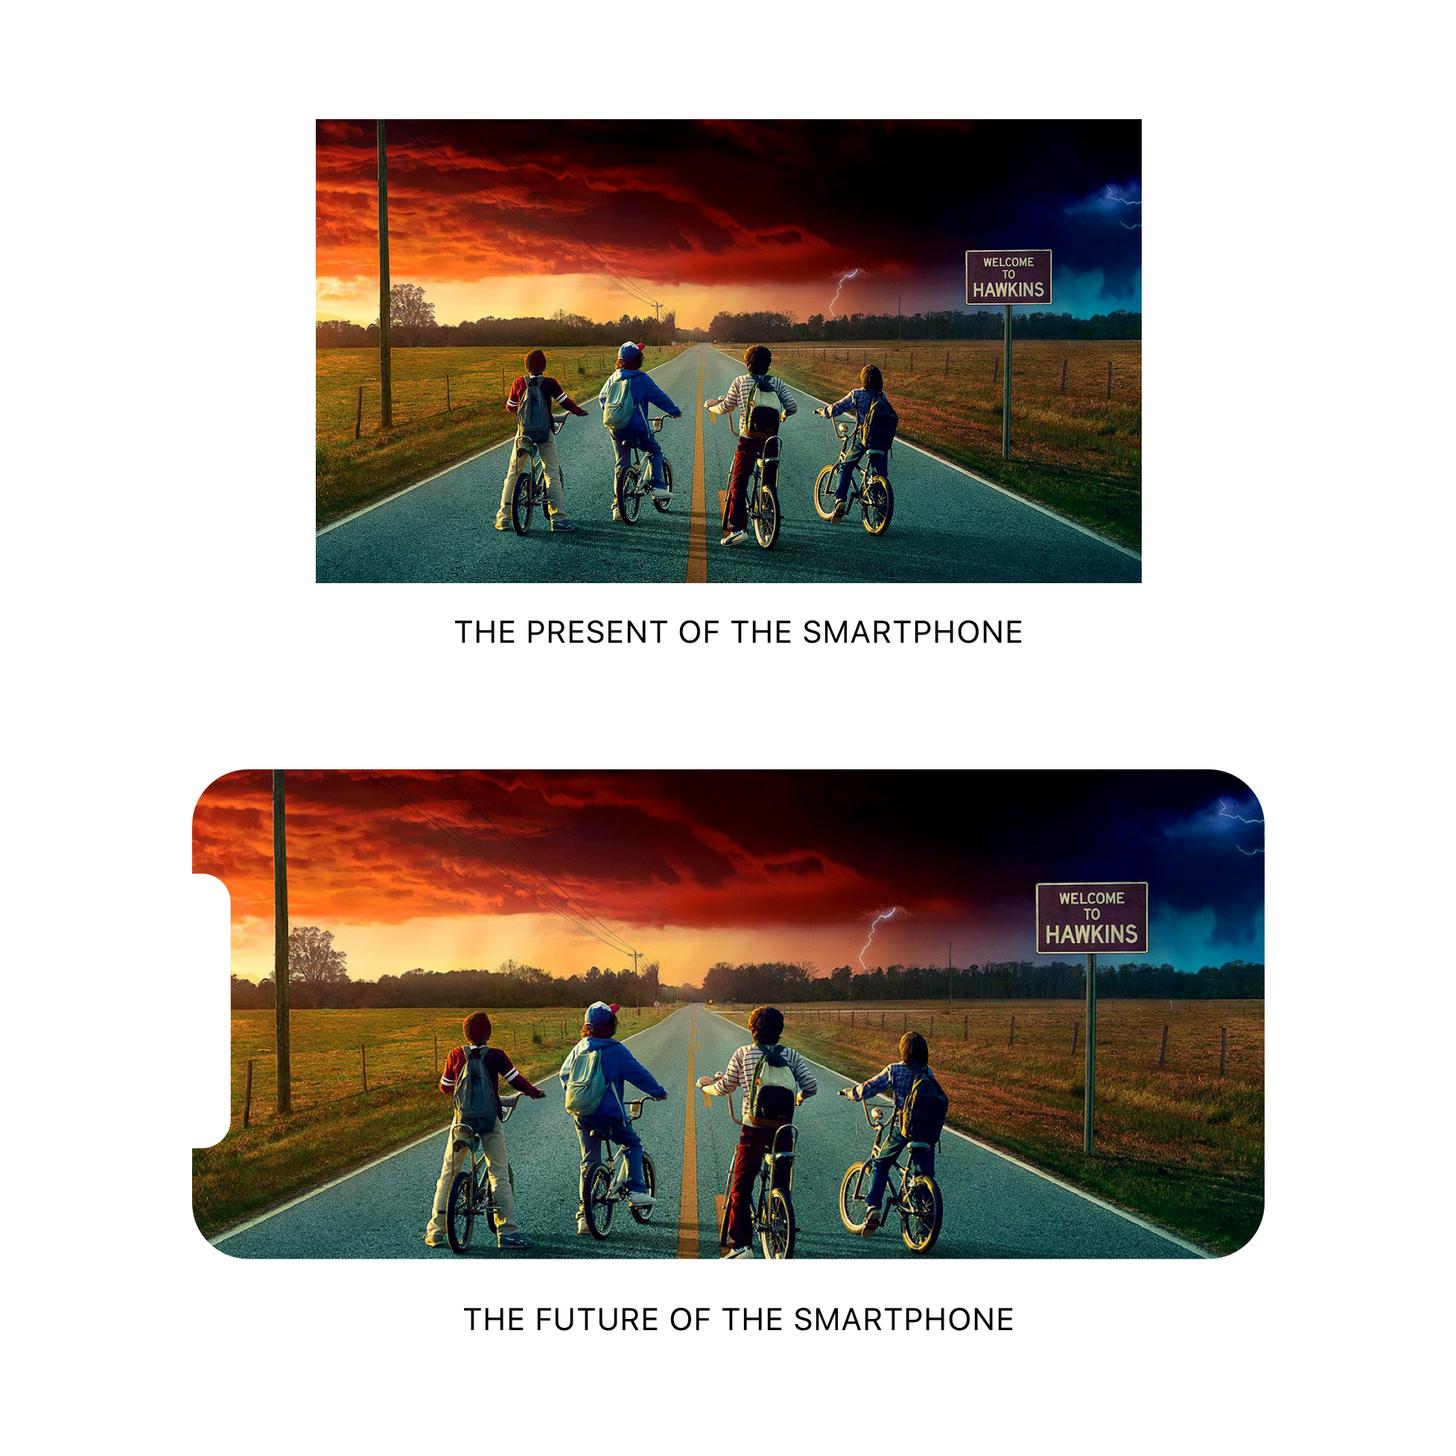 WELCOME
TO
HAWKINS
THE PRESENT OF THE SMARTPHONE
WELCOME
TO
HAWKINS
THE FUTURE OF THE SMARTPHONE